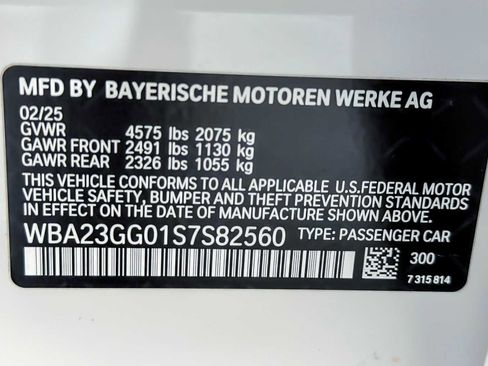 MFD BY BAYERISCHE MOTOREN WERKE AG
02/25
GVWR 4575 lbs 2075 kg
GAWR FRONT 2491 lbs 1130 kg
GAWR REAR 2326 lbs 1055 kg
THIS VEHICLE CONFORMS TO ALL APPLICABLE U.S.FEDERAL MOTOR
VEHICLE SAFETY, BUMPER AND THEFT PREVENTION STANDARDS
IN EFFECT ON THE DATE OF MANUFACTURE SHOWN ABOVE.
WBA23GG01S7S82560 TYPE: PASSENGER CAR
300
7 315 814